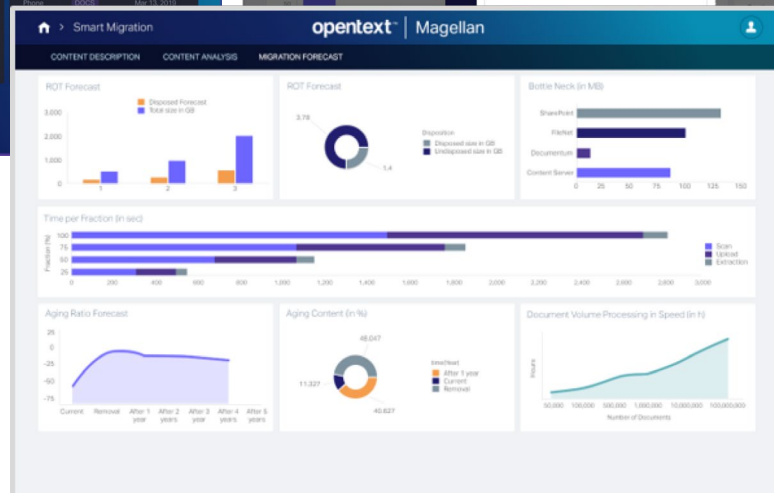 Phone DOCS Mar 13, 2019
> Smart Migration
opentext™ | Magellan
CONTENT DESCRIPTION CONTENT ANALYSIS MIGRATION FORECAST
ROT Forecast
Disposed Forecast
Total size in GB
3,000
2,000
1,000
0
1 2 3
ROT Forecast
3.78
1.4
Disposition
Disposed size in GB
Undisposed size in GB
Bottle Neck (in MB)
SharePoint
FileNet
Documentum
Content Server
0 25 50 75 100 125 150
Time per Fraction (in sec)
Fraction (%)
100
75
50
25
0 200 400 600 800 1,000 1,200 1,400 1,600 1,800 2,000 2,200 2,400 2,600 2,800 3,000
Scan
Upload
Extraction
Aging Ratio Forecast
25
0
-25
-50
-75
Current Removal After 1 year After 2 years After 3 year After 4 years After 5 years
Aging Content (in %)
48.047
11.327
40.627
After 1 year
Current
Removal
Document Volume Processing in Speed (in h)
Hours
50,000 100,000 500,000 1,000,000 10,000,000 100,000,000
Number of Documents